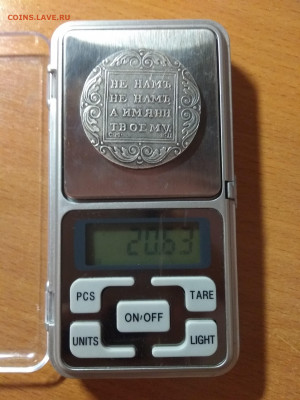 COINS.LAVE.RU
НЕ НАМЪ
НЕ НАМЪ
А ИМЯНИ
ТВОЕМУ.
20.63
PCS
TARE
ON/OFF
UNITS
LIGHT